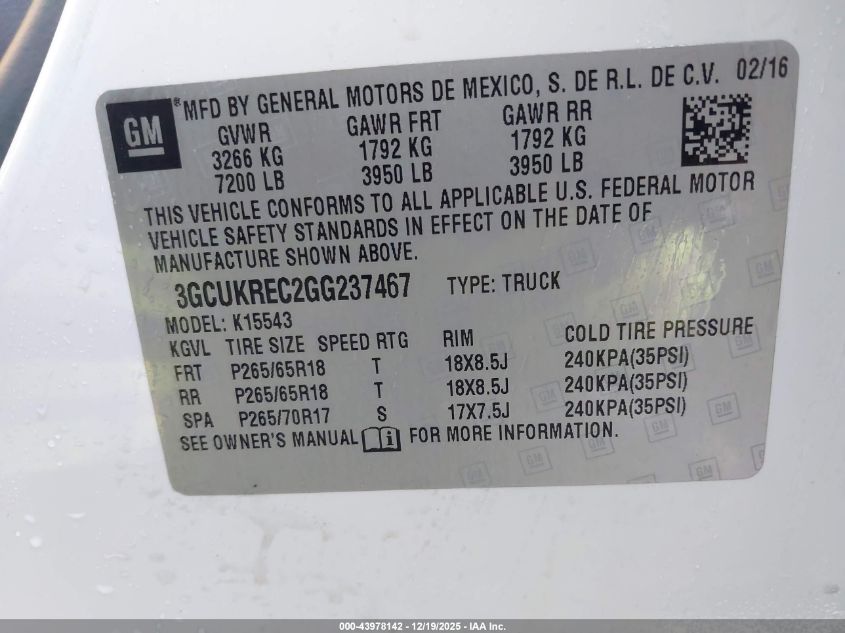 GM
® MFD BY GENERAL MOTORS DE MEXICO, S. DE R.L. DE C.V. 02/16
GVWR GAWR FRT GAWR RR
3266 KG 1792 KG 1792 KG
7200 LB 3950 LB 3950 LB
THIS VEHICLE CONFORMS TO ALL APPLICABLE U.S. FEDERAL MOTOR
VEHICLE SAFETY STANDARDS IN EFFECT ON THE DATE OF
MANUFACTURE SHOWN ABOVE.
3GCUKREC2GG237467 TYPE: TRUCK
MODEL: K15543
KGVL TIRE SIZE SPEED RTG RIM COLD TIRE PRESSURE
FRT P265/65R18 T 18X8.5J 240KPA(35PSI)
RR P265/65R18 T 18X8.5J 240KPA(35PSI)
SPA P265/70R17 S 17X7.5J 240KPA(35PSI)
SEE OWNER'S MANUAL i FOR MORE INFORMATION.
000-43978142 - 12/19/2025 - IAA Inc.